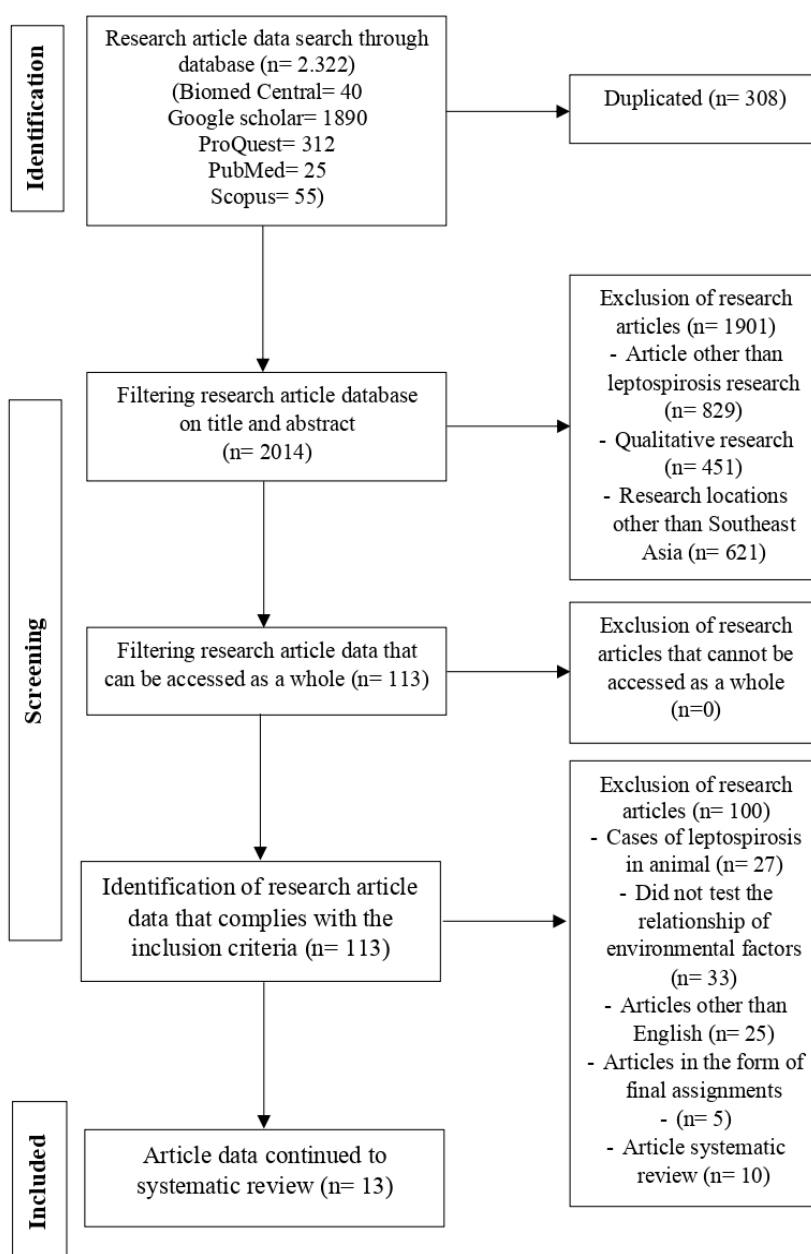 Identification
Research article data search through
database (n= 2.322)
(Biomed Central= 40
Google scholar= 1890
ProQuest= 312
PubMed= 25
Scopus= 55)
Duplicated (n= 308)
Screening
Filtering research article database
on title and abstract
(n= 2014)
Exclusion of research
articles (n= 1901)
- Article other than
leptospirosis research
(n= 829)
- Qualitative research
(n= 451)
- Research locations
other than Southeast
Asia (n= 621)
Filtering research article data that
can be accessed as a whole (n= 113)
Exclusion of research
articles that cannot be
accessed as a whole
(n=0)
Identification of research article
data that complies with the
inclusion criteria (n= 113)
Exclusion of research
articles (n= 100)
- Cases of leptospirosis
in animal (n= 27)
- Did not test the
relationship of
environmental factors
(n= 33)
- Articles other than
English (n= 25)
- Articles in the form of
final assignments
- (n= 5)
- Article systematic
review (n= 10)
Included
Article data continued to
systematic review (n= 13)